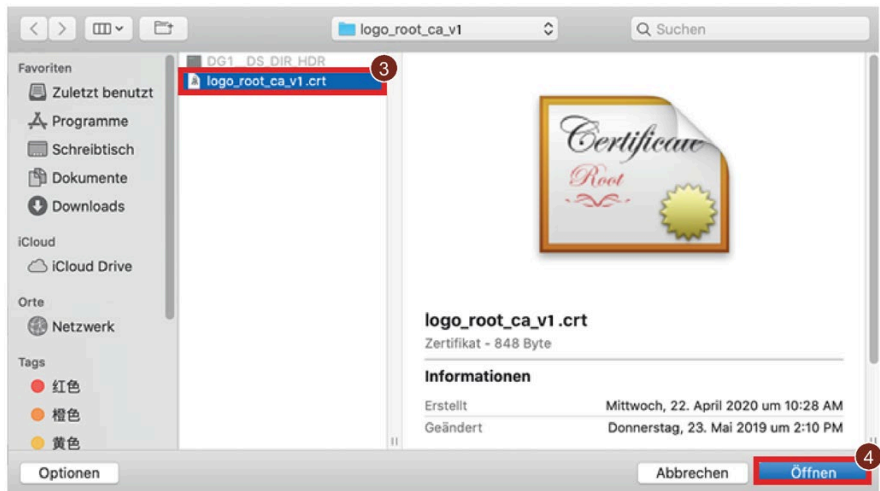 logo_root_ca_v1
Suchen
Favoriten
Zuletzt benutzt
Programme
Schreibtisch
Dokumente
Downloads
iCloud
iCloud Drive
Orte
Netzwerk
Tags
红色
橙色
黄色
DG1__DS_DIR_HDR
3
logo_root_ca_v1.crt
Certificate
Root
logo_root_ca_v1.crt
Zertifikat - 848 Byte
Informationen
Erstellt Mittwoch, 22. April 2020 um 10:28 AM
Geändert Donnerstag, 23. Mai 2019 um 2:10 PM
4
Optionen Abbrechen Öffnen